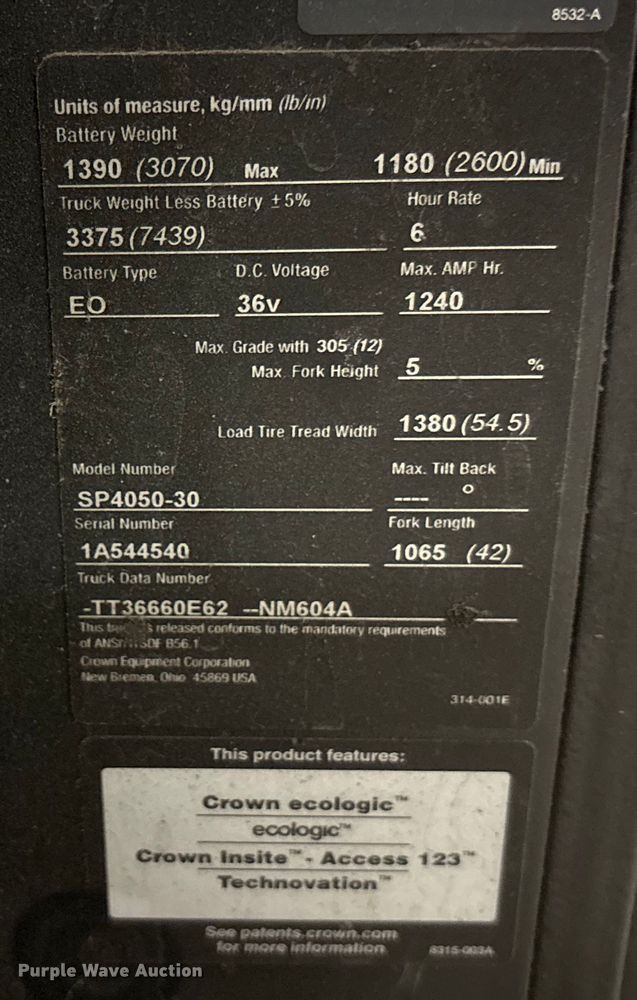 8532-A
Units of measure, kg/mm (lb/in)
Battery Weight
1390 (3070) Max 1180 (2600) Min
Truck Weight Less Battery ± 5% Hour Rate
3375 (7439) 6
Battery Type D.C. Voltage Max. AMP Hr.
EO 36v 1240
Max. Grade with 305 (12)
Max. Fork Height 5 %
Load Tire Tread Width 1380 (54.5)
Model Number Max. Tilt Back
SP4050-30 ---- °
Serial Number Fork Length
1A544540 1065 (42)
Truck Data Number
-TT36660E62 --NM604A
This released conforms to the mandatory requirements
of B56.1
Crown Equipment Corporation
New Bremen, Ohio 45869 USA
314-001E
This product features:
Crown ecologic™
ecologic™
Crown Insite™ - Access 123™
Technovation™
See patents.crown.com
for more information 8315-003A
Purple Wave Auction